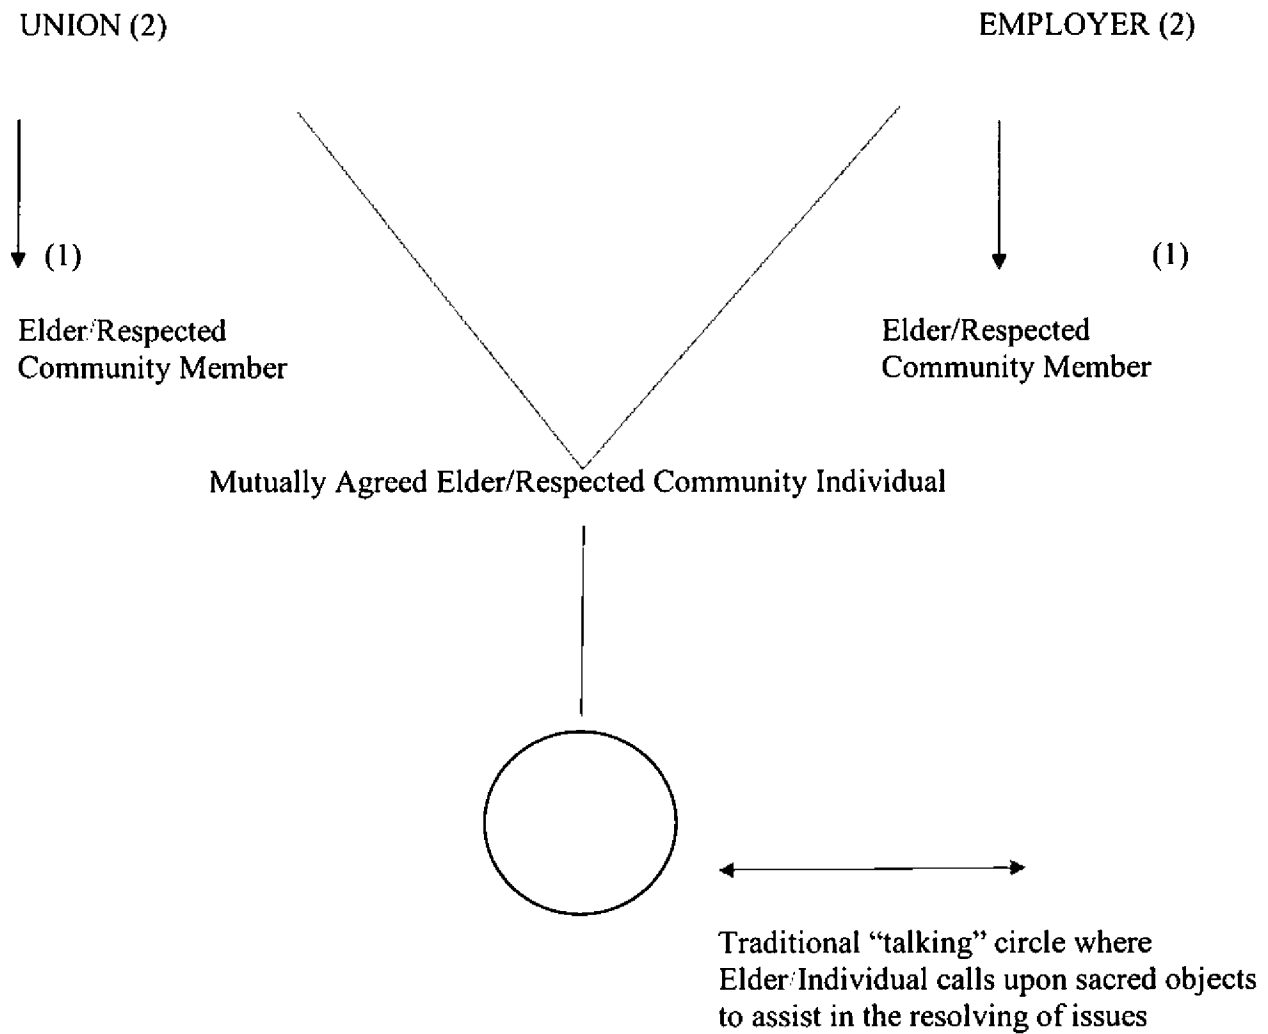 UNION (2)
EMPLOYER (2)
(1)
(1)
Elder/Respected
Community Member
Elder/Respected
Community Member
Mutually Agreed Elder/Respected Community Individual
Traditional “talking” circle where
Elder/Individual calls upon sacred objects
to assist in the resolving of issues